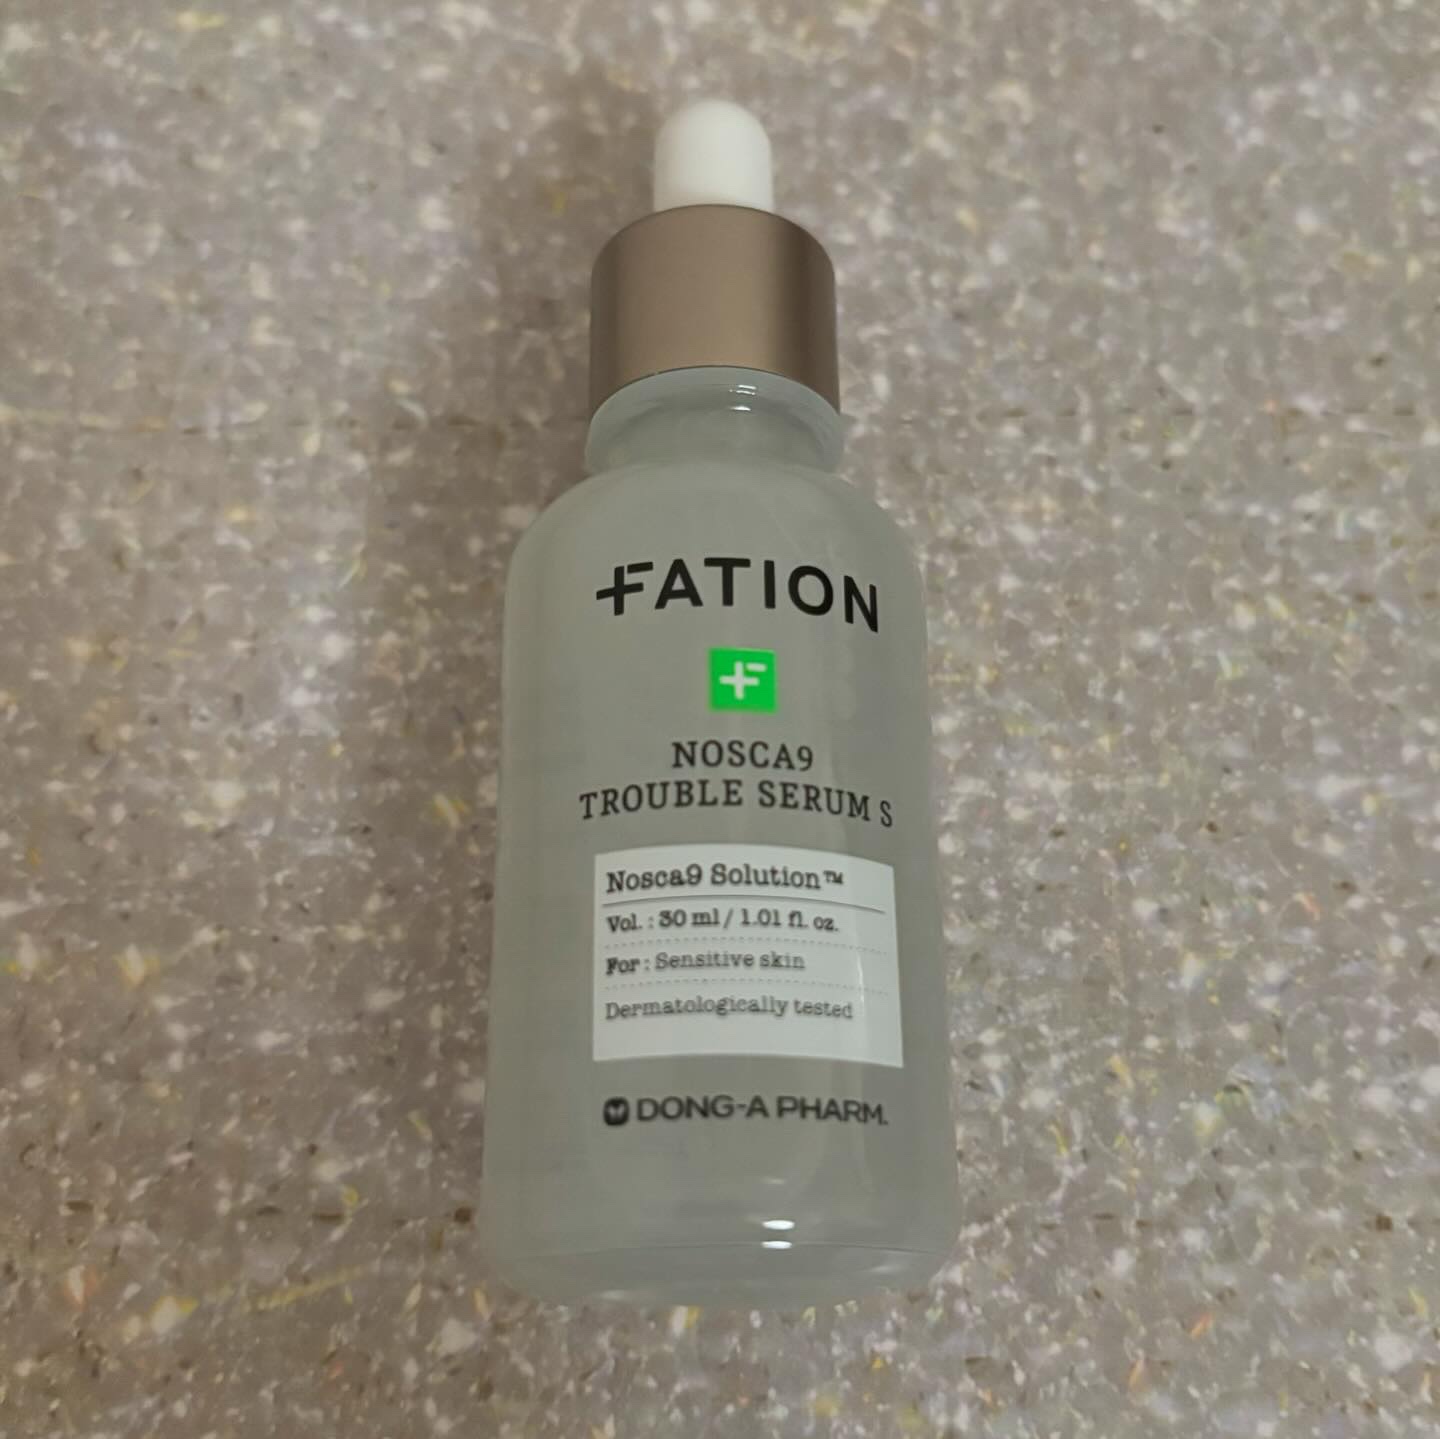 FATION
NOSCA9
TROUBLE SERUM S
Nosca9 Solution™
Vol. : 30 ml / 1.01 fl. oz.
For : Sensitive skin
Dermatologically tested
DONG-A PHARM.